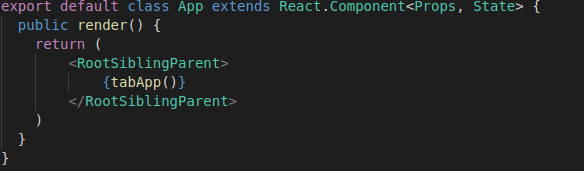 export default class App extends React.Component<Props, State> {
  public render() {
    return (
        <RootSiblingParent>
            {tabApp()}
        </RootSiblingParent>
    )
  }
}